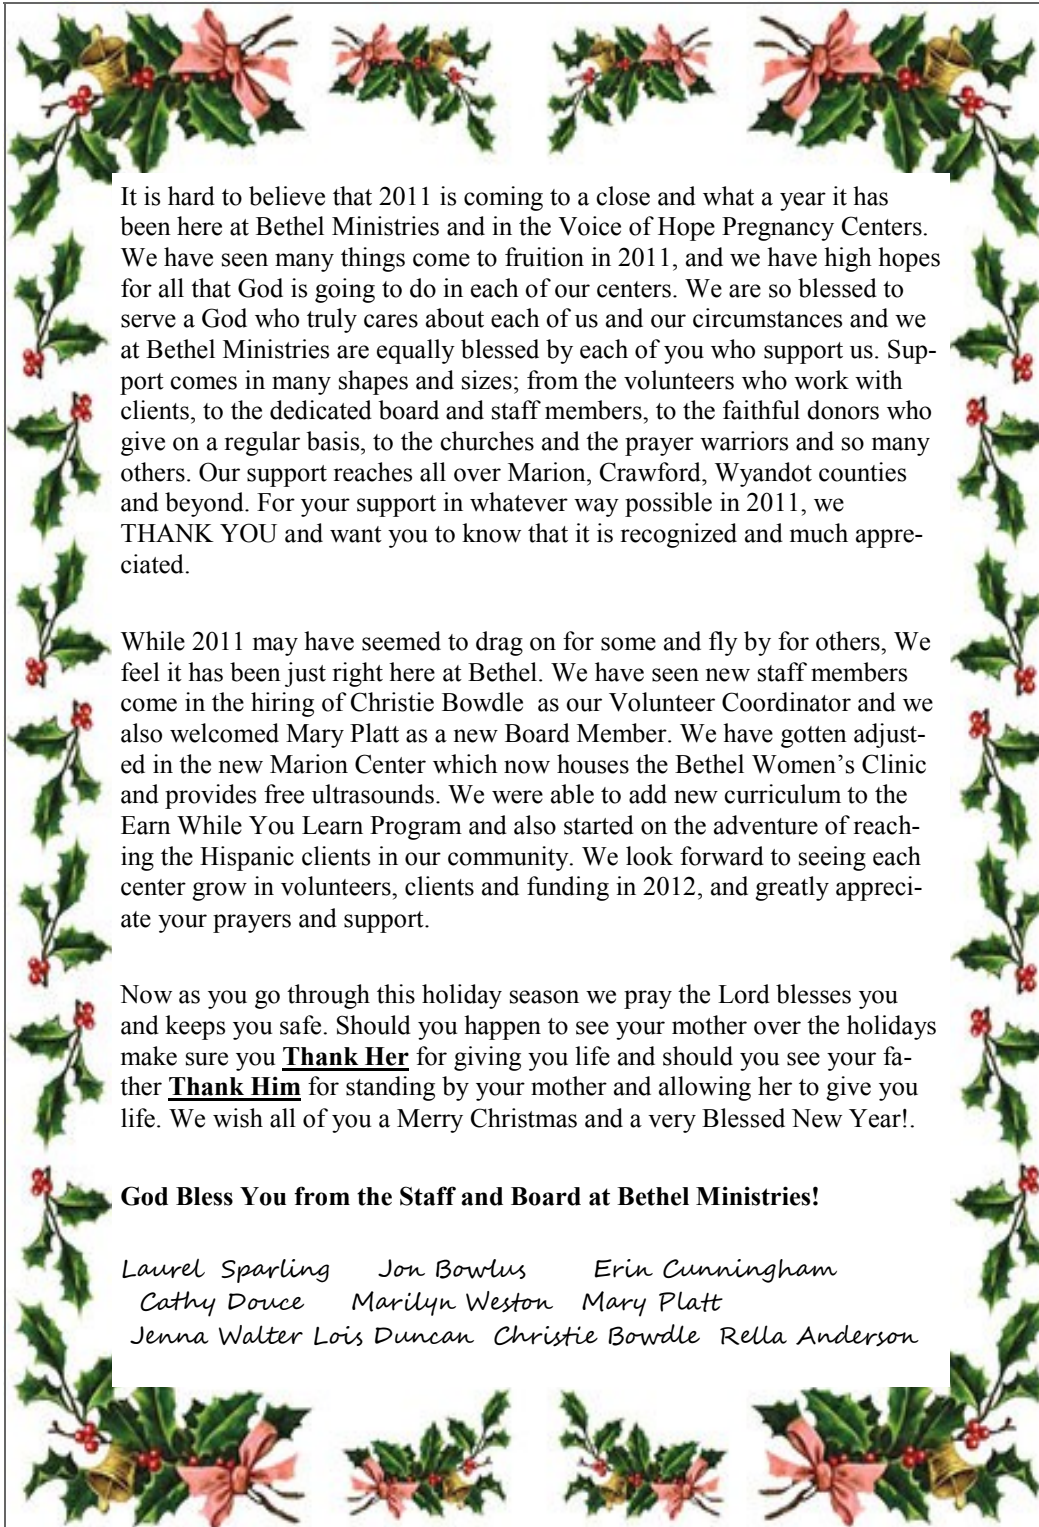 It is hard to believe that 2011 is coming to a close and what a year it has
been here at Bethel Ministries and in the Voice of Hope Pregnancy Centers.
We have seen many things come to fruition in 2011, and we have high hopes
for all that God is going to do in each of our centers. We are so blessed to
serve a God who truly cares about each of us and our circumstances and we
at Bethel Ministries are equally blessed by each of you who support us. Sup-
port comes in many shapes and sizes; from the volunteers who work with
clients, to the dedicated board and staff members, to the faithful donors who
give on a regular basis, to the churches and the prayer warriors and so many
others. Our support reaches all over Marion, Crawford, Wyandot counties
and beyond. For your support in whatever way possible in 2011, we
THANK YOU and want you to know that it is recognized and much appre-
ciated.
While 2011 may have seemed to drag on for some and fly by for others, We
feel it has been just right here at Bethel. We have seen new staff members
come in the hiring of Christie Bowdle  as our Volunteer Coordinator and we
also welcomed Mary Platt as a new Board Member. We have gotten adjust-
ed in the new Marion Center which now houses the Bethel Women’s Clinic
and provides free ultrasounds. We were able to add new curriculum to the
Earn While You Learn Program and also started on the adventure of reach-
ing the Hispanic clients in our community. We look forward to seeing each
center grow in volunteers, clients and funding in 2012, and greatly appreci-
ate your prayers and support.
Now as you go through this holiday season we pray the Lord blesses you
and keeps you safe. Should you happen to see your mother over the holidays
make sure you Thank Her for giving you life and should you see your fa-
ther Thank Him for standing by your mother and allowing her to give you
life. We wish all of you a Merry Christmas and a very Blessed New Year!.
God Bless You from the Staff and Board at Bethel Ministries!
Laurel Sparling Jon Bowlus Erin Cunningham
Cathy Douce Marilyn Weston Mary Platt
Jenna Walter Lois Duncan Christie Bowdle Rella Anderson